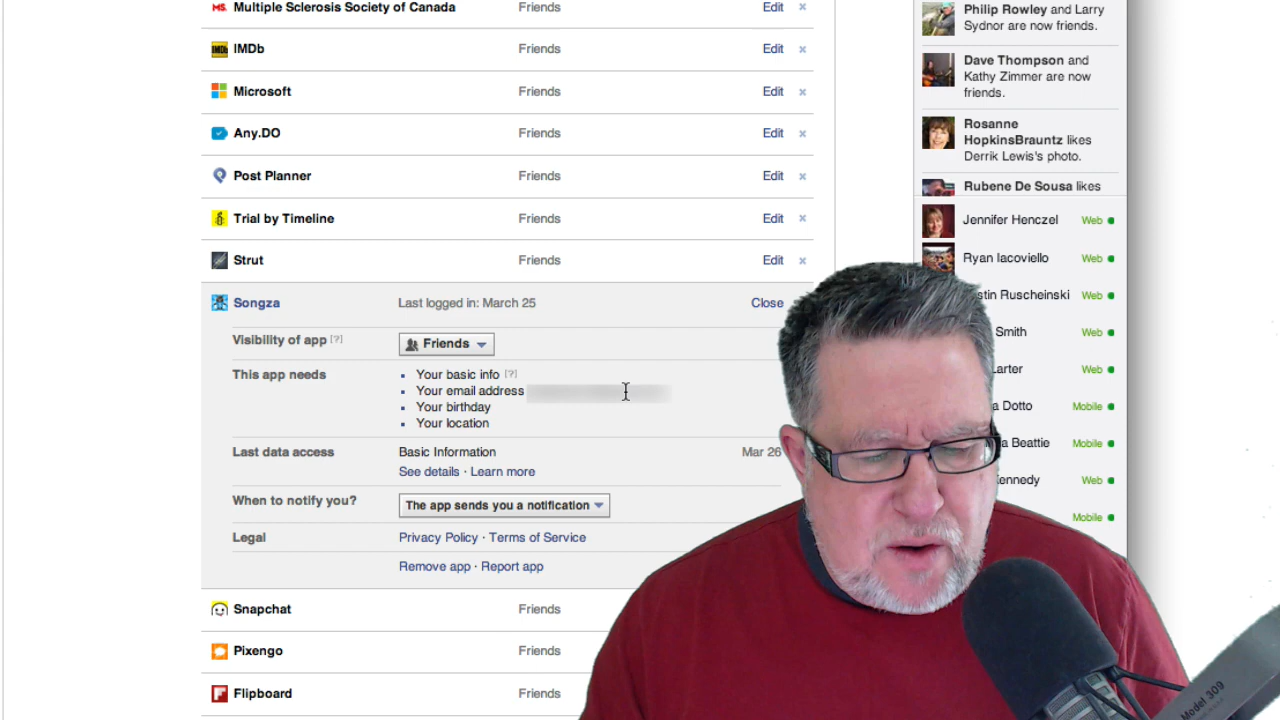 Multiple Sclerosis Society of Canada Friends Edit ×
IMDb Friends Edit ×
Microsoft Friends Edit ×
Any.DO Friends Edit ×
Post Planner Friends Edit ×
Trial by Timeline Friends Edit ×
Strut Friends Edit ×
Songza Last logged in: March 25 Close
Visibility of app [?] Friends
This app needs
Your basic info [?]
Your email address
Your birthday
Your location
Last data access Basic Information Mar 26
See details · Learn more
When to notify you? The app sends you a notification
Legal Privacy Policy · Terms of Service
Remove app · Report app
Snapchat Friends
Pixengo Friends
Flipboard Friends
Philip Rowley and Larry
Sydnor are now friends.
Dave Thompson and
Kathy Zimmer are now
friends.
Rosanne
HopkinsBrauntz likes
Derrik Lewis's photo.
Rubene De Sousa likes
Jennifer Henczel Web
Ryan Iacoviello Web
Ruscheinski Web
Smith Web
Web
Dotto Mobile
Beattie Mobile
Web
Mobile
Model 309